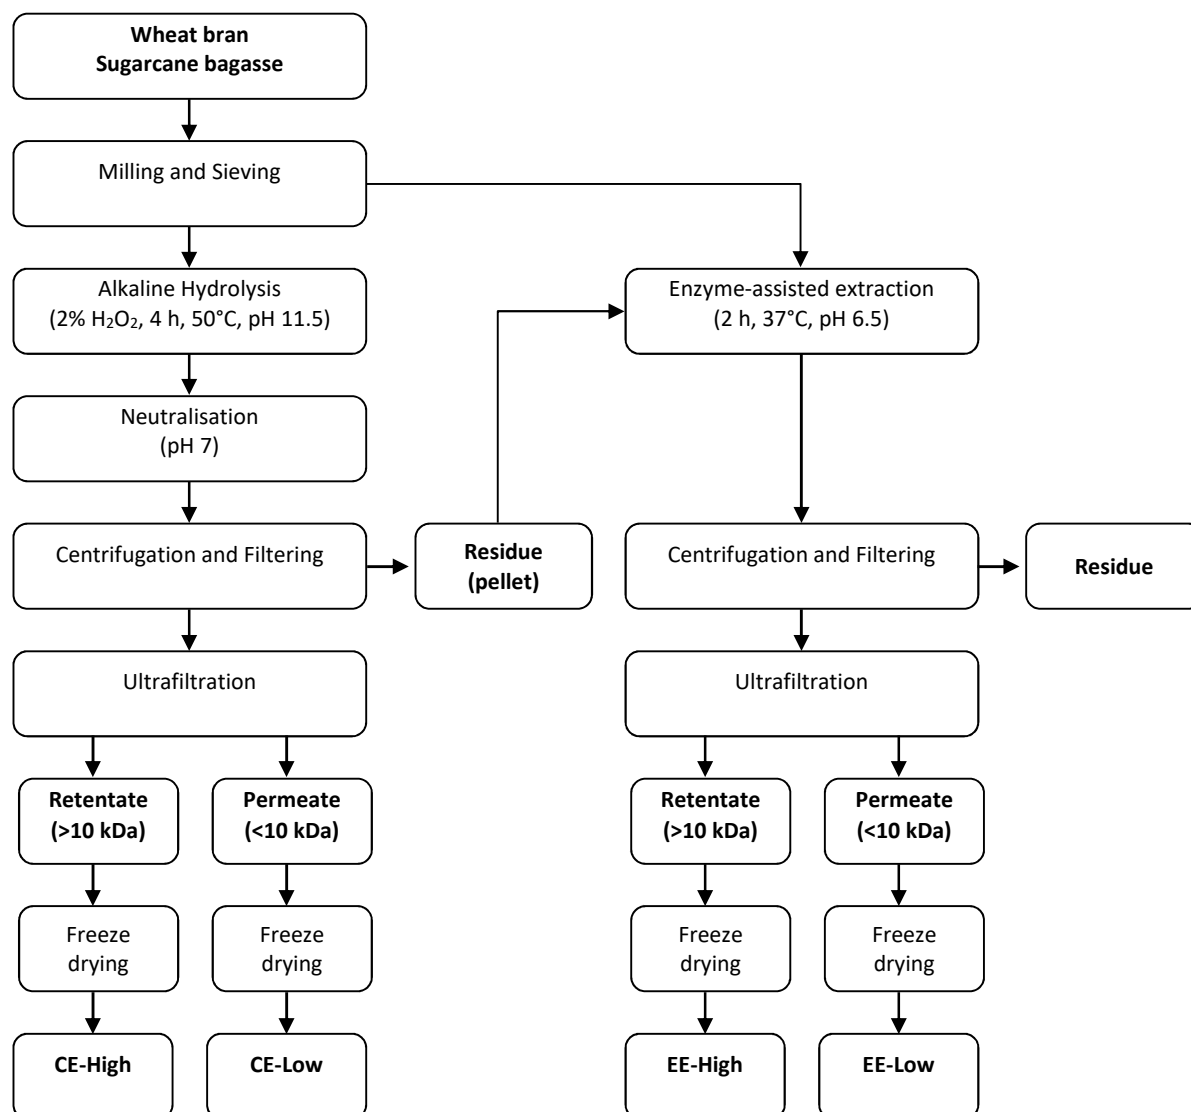 Wheat bran
Sugarcane bagasse
Milling and Sieving
Alkaline Hydrolysis
(2% H₂O₂, 4 h, 50°C, pH 11.5)
Enzyme-assisted extraction
(2 h, 37°C, pH 6.5)
Neutralisation
(pH 7)
Centrifugation and Filtering
Residue
(pellet)
Centrifugation and Filtering
Residue
Ultrafiltration
Ultrafiltration
Retentate
(>10 kDa)
Permeate
(<10 kDa)
Retentate
(>10 kDa)
Permeate
(<10 kDa)
Freeze
drying
Freeze
drying
Freeze
drying
Freeze
drying
CE-High
CE-Low
EE-High
EE-Low